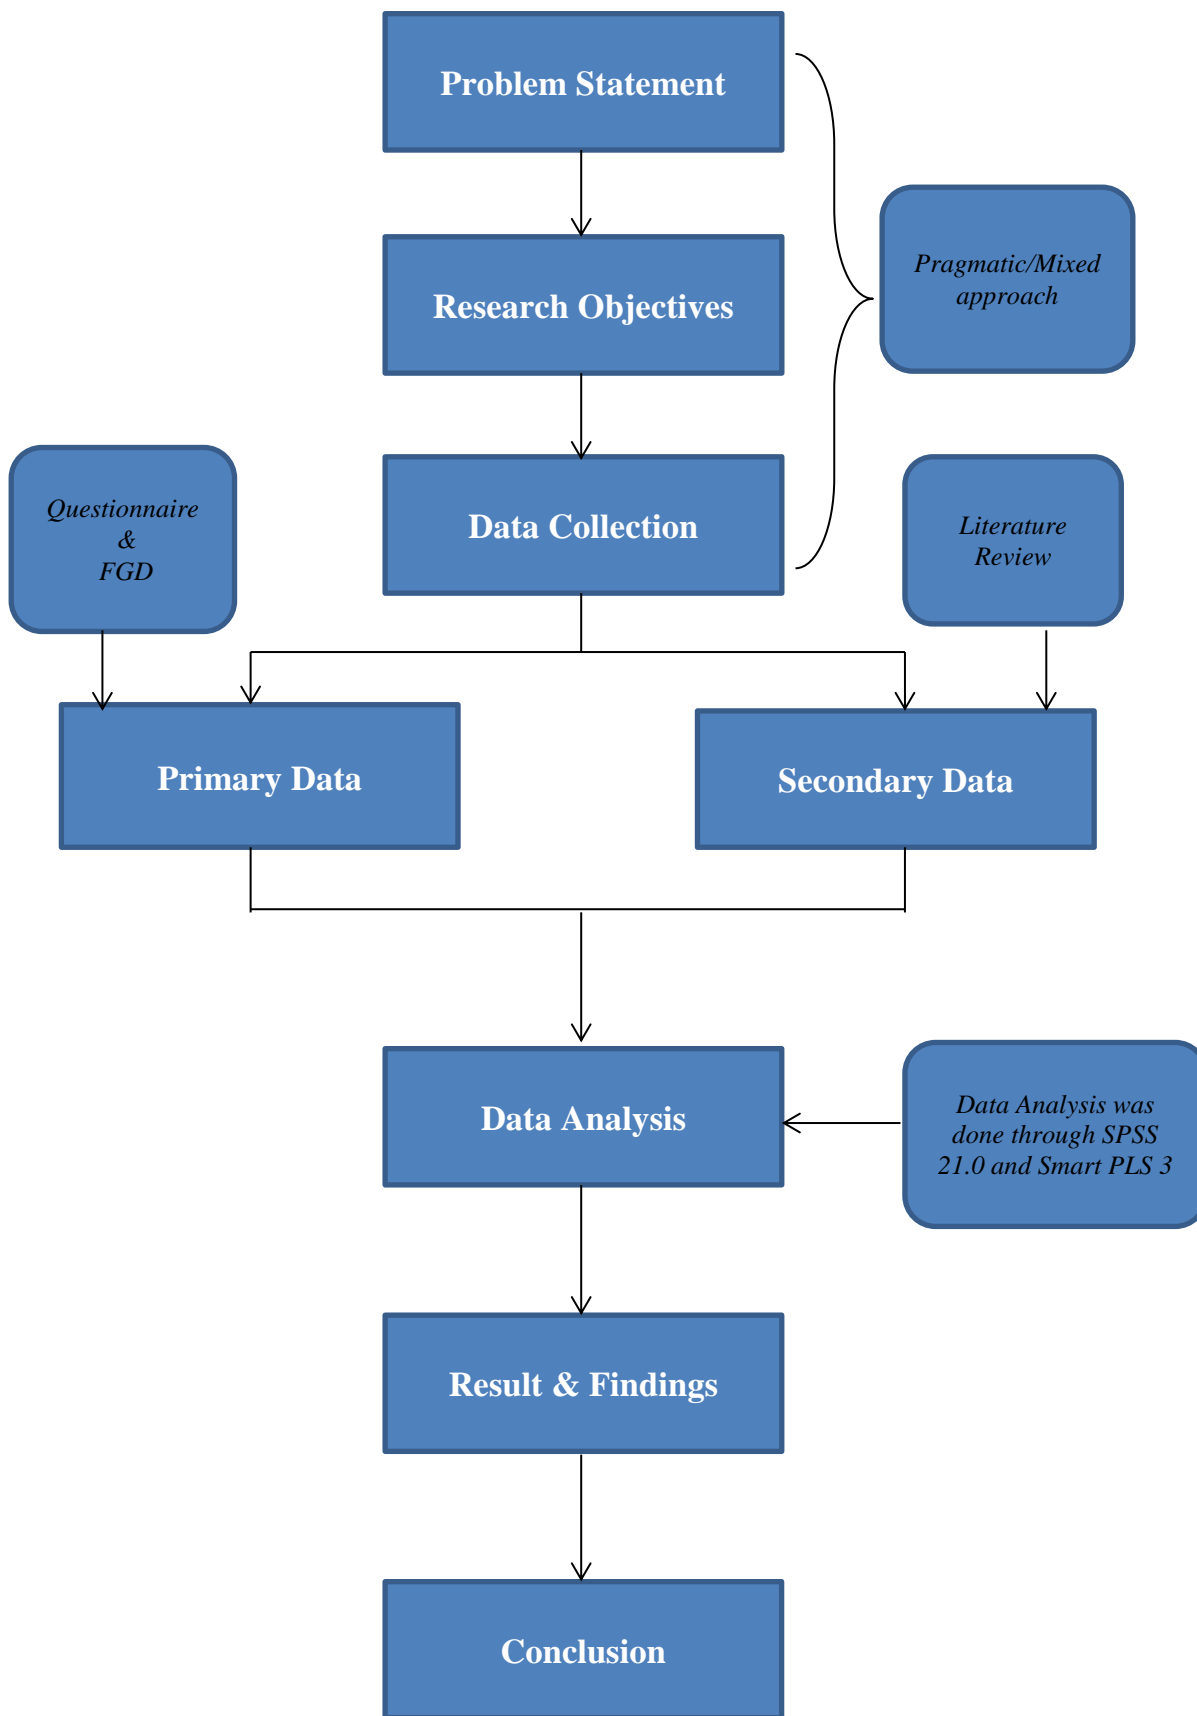 Problem Statement
Pragmatic/Mixed
approach
Research Objectives
Data Collection
Questionnaire
&
FGD
Literature
Review
Primary Data
Secondary Data
Data Analysis
Data Analysis was
done through SPSS
21.0 and Smart PLS 3
Result & Findings
Conclusion